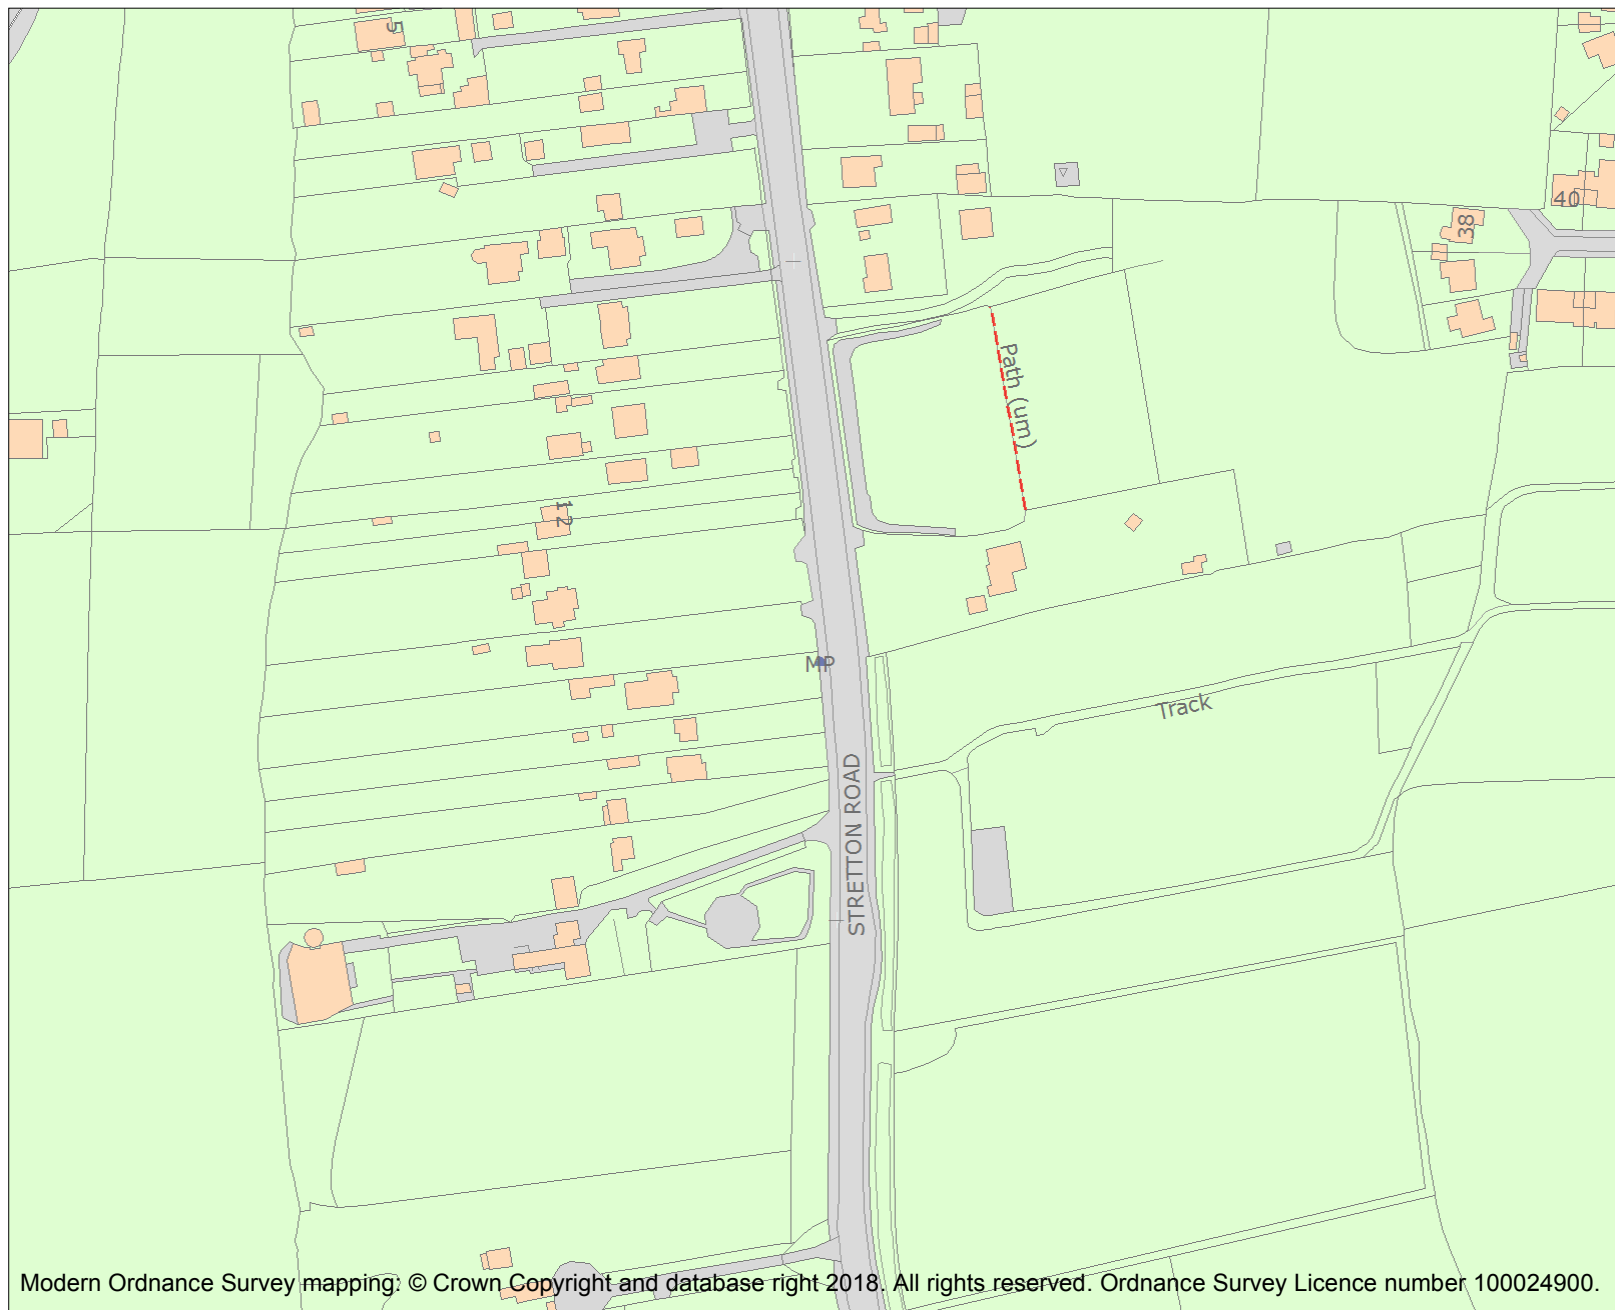 5
40
38
Path (um)
12
MP
Track
STRETTON ROAD
Modern Ordnance Survey mapping: © Crown Copyright and database right 2018. All rights reserved. Ordnance Survey Licence number 100024900.